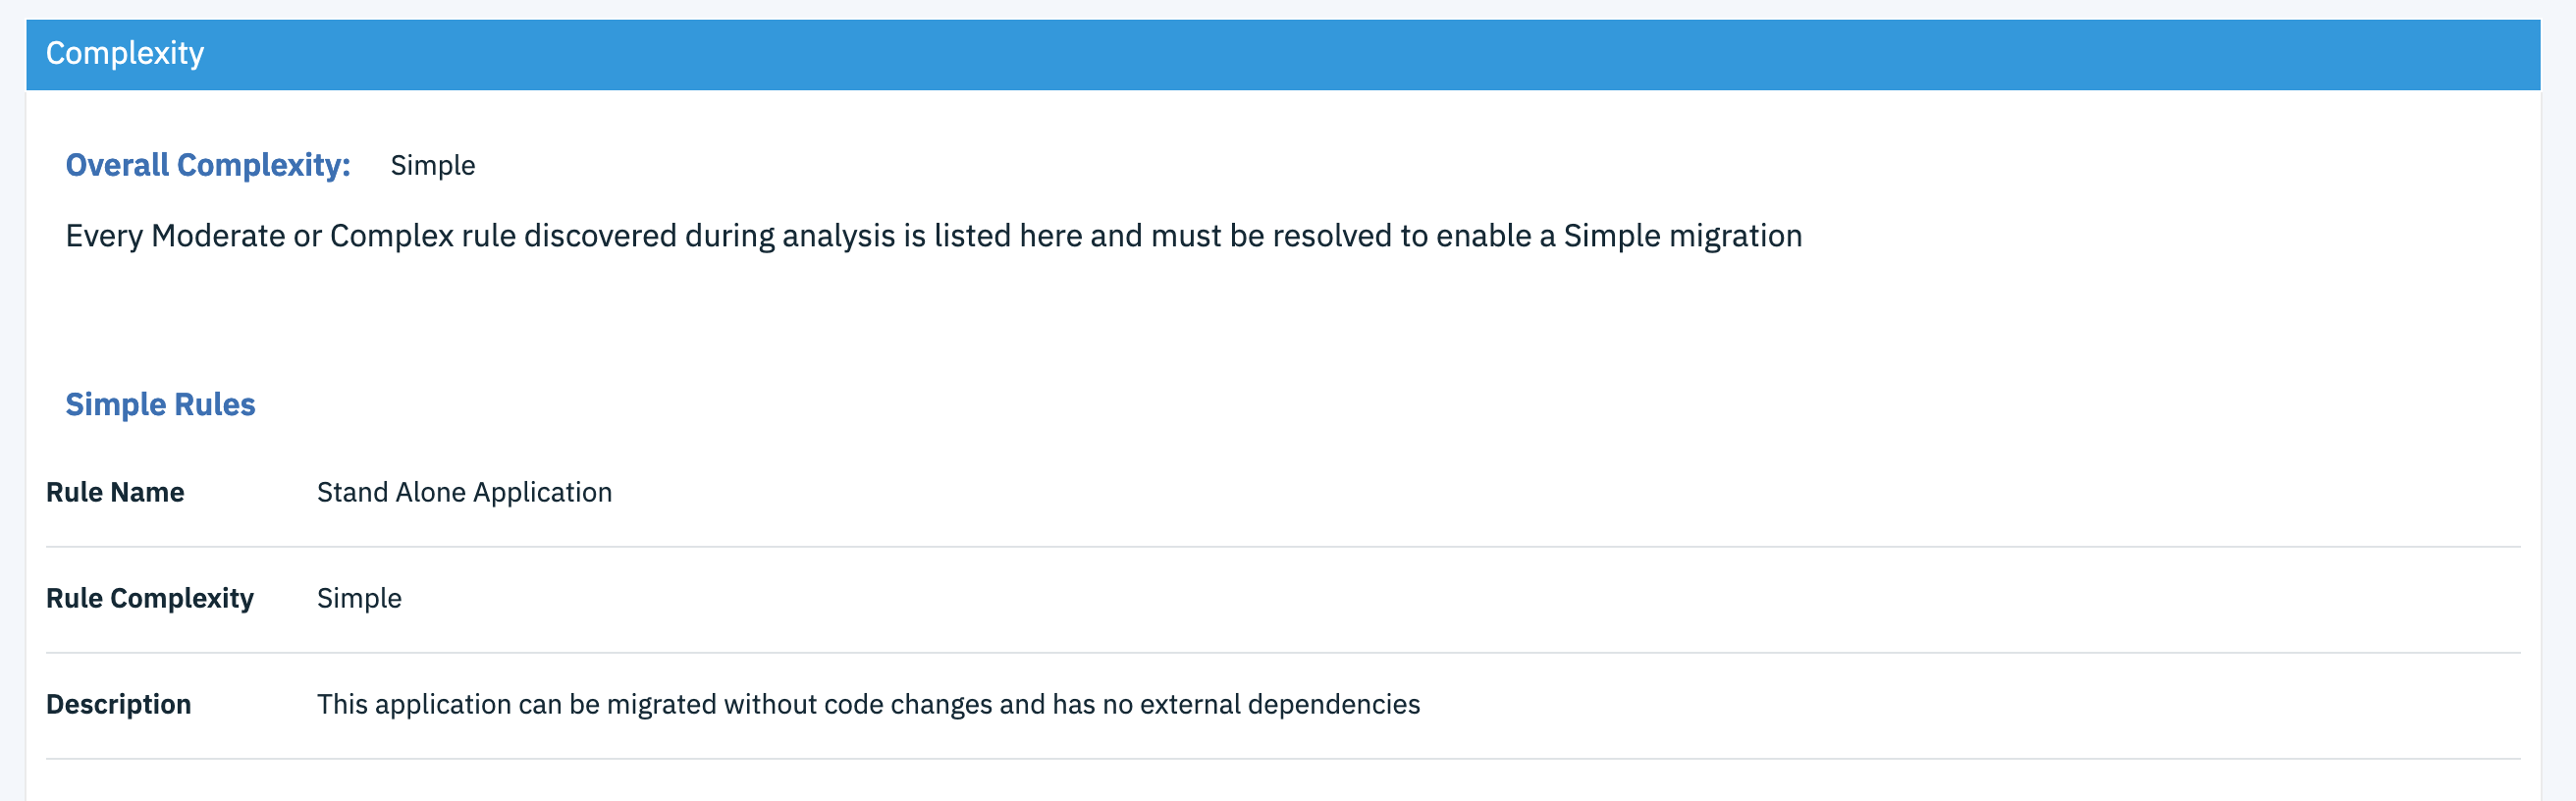 Complexity
Overall Complexity: Simple
Every Moderate or Complex rule discovered during analysis is listed here and must be resolved to enable a Simple migration
Simple Rules
Rule Name Stand Alone Application
Rule Complexity Simple
Description This application can be migrated without code changes and has no external dependencies